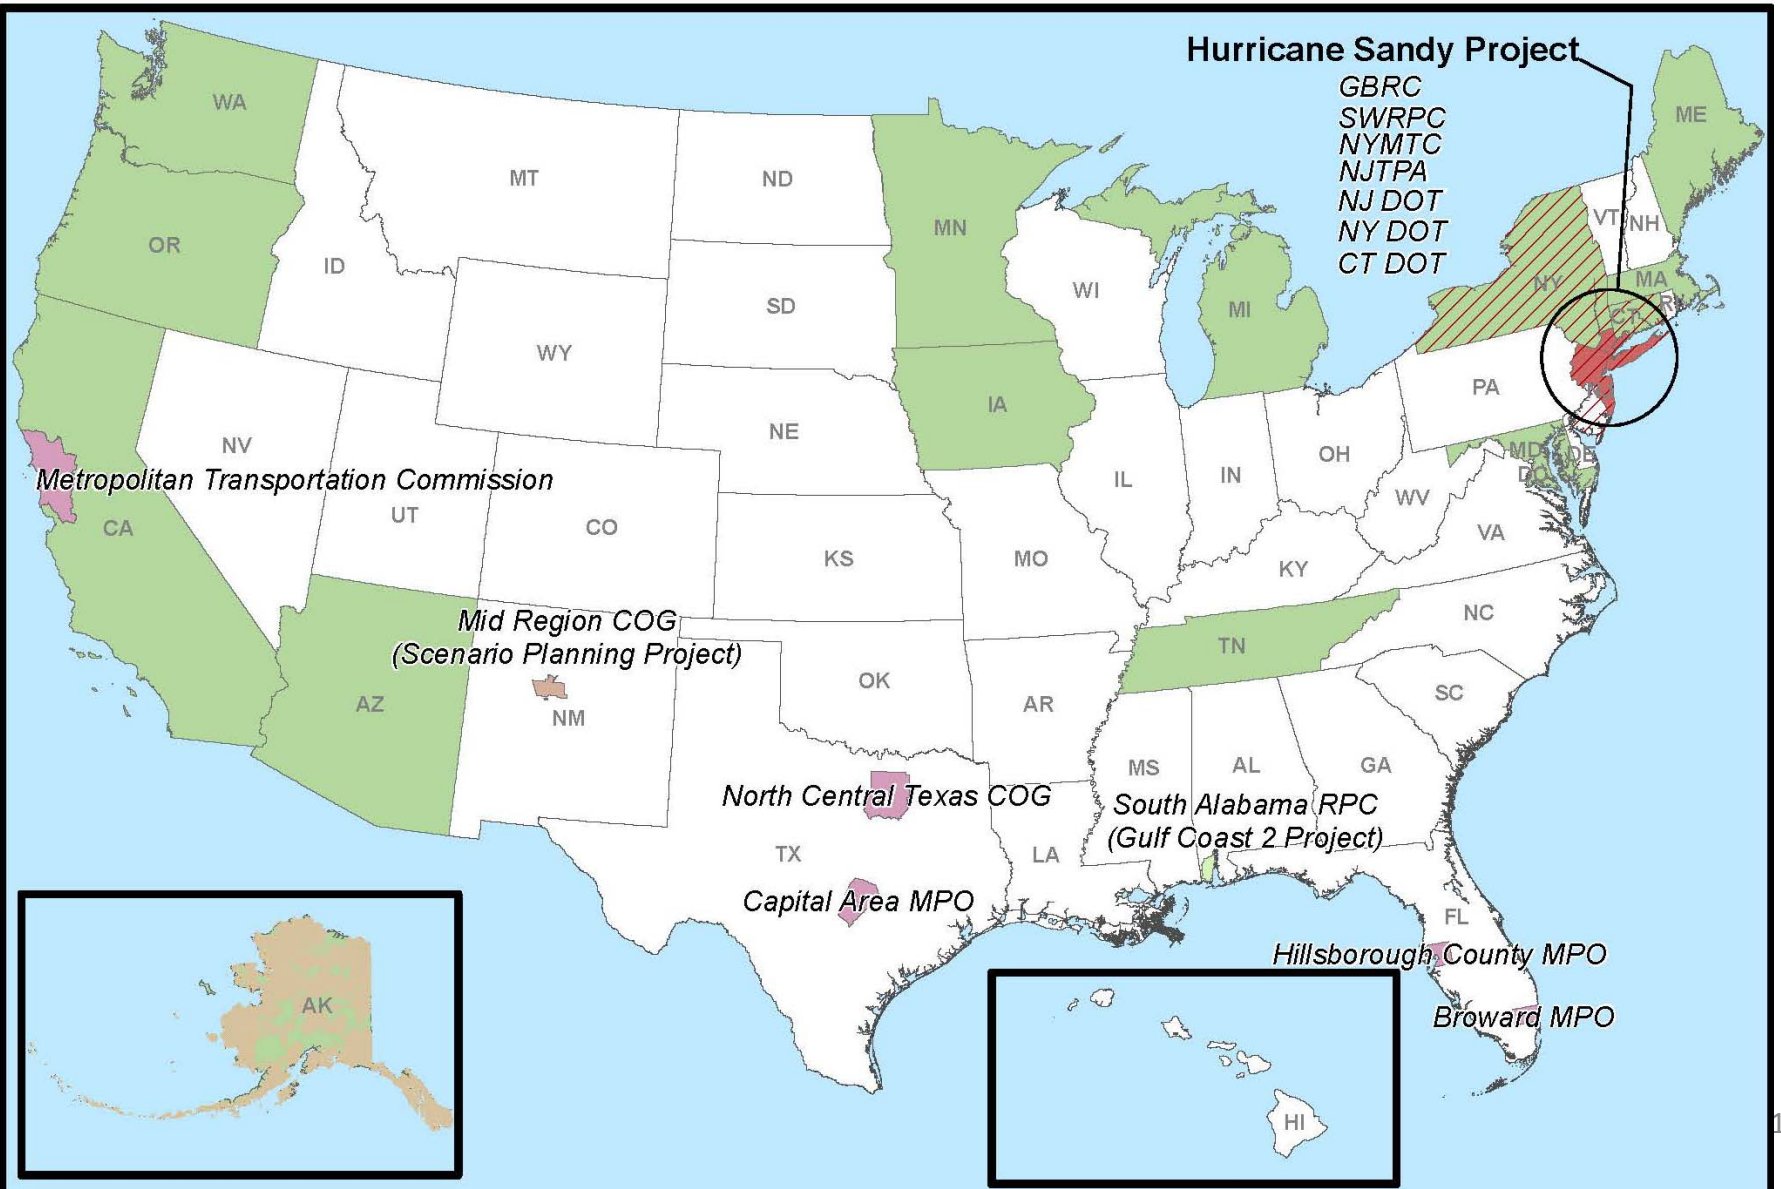 Hurricane Sandy Project
GBRC
SWRPC
NYMTC
NJTPA
NJ DOT
NY DOT
CT DOT
WA
MT
ND
MN
ME
VT
NH
OR
ID
SD
WI
MI
NY
MA
RI
CT
WY
IA
PA
NV
NE
OH
MD
DE
DC
Metropolitan Transportation Commission
IL
IN
WV
CA
UT
CO
KS
MO
KY
VA
Mid Region COG
(Scenario Planning Project)
NC
TN
AZ
NM
OK
AR
SC
MS
AL
GA
North Central Texas COG
South Alabama RPC
(Gulf Coast 2 Project)
TX
LA
Capital Area MPO
FL
Hillsborough County MPO
AK
Broward MPO
HI
1